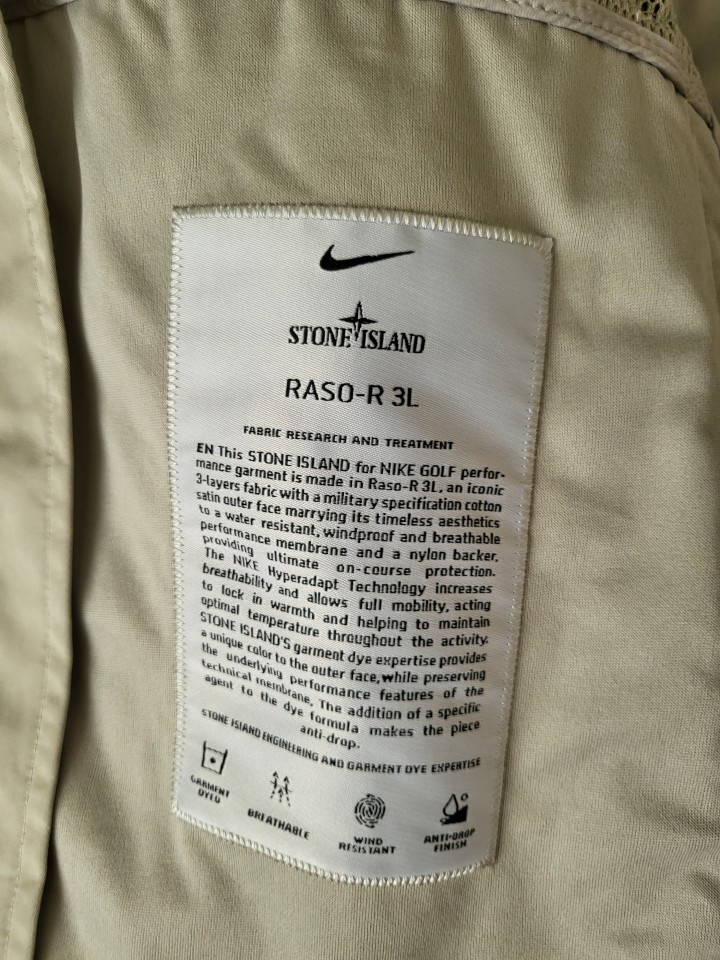 STONE ISLAND
RASO-R 3L
FABRIC RESEARCH AND TREATMENT
EN This STONE ISLAND for NIKE GOLF perfor-
mance garment is made in Raso-R 3L, an iconic
3-layers fabric with a military specification cotton
satin outer face marrying its timeless aesthetics
to a water resistant, windproof and breathable
performance membrane and a nylon backer,
providing ultimate on-course protection.
The NIKE Hyperadapt Technology increases
breathability and allows full mobility, acting
to lock in warmth and helping to maintain
optimal temperature throughout the activity.
STONE ISLAND'S garment dye expertise provides
a unique color to the outer face, while preserving
the underlying performance features of the
technical membrane. The addition of a specific
agent to the dye formula makes the piece
anti-drop.
STONE ISLAND ENGINEERING AND GARMENT DYE EXPERTISE
GARMENT
DYED
BREATHABLE
WIND
RESISTANT
ANTI-DROP
FINISH